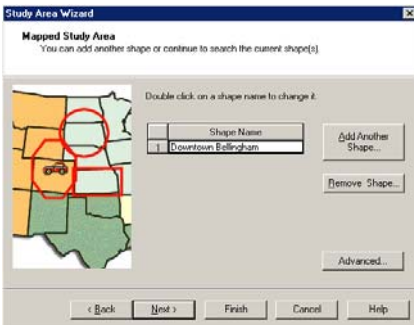 Study Area Wizard
Mapped Study Area
You can add another shape or continue to search the current shape(s).
Double click on a shape name to change it.
Shape Name
1 Downtown Bellingham
Add Another
Shape...
Remove Shape...
Advanced...
< Back Next > Finish Cancel Help